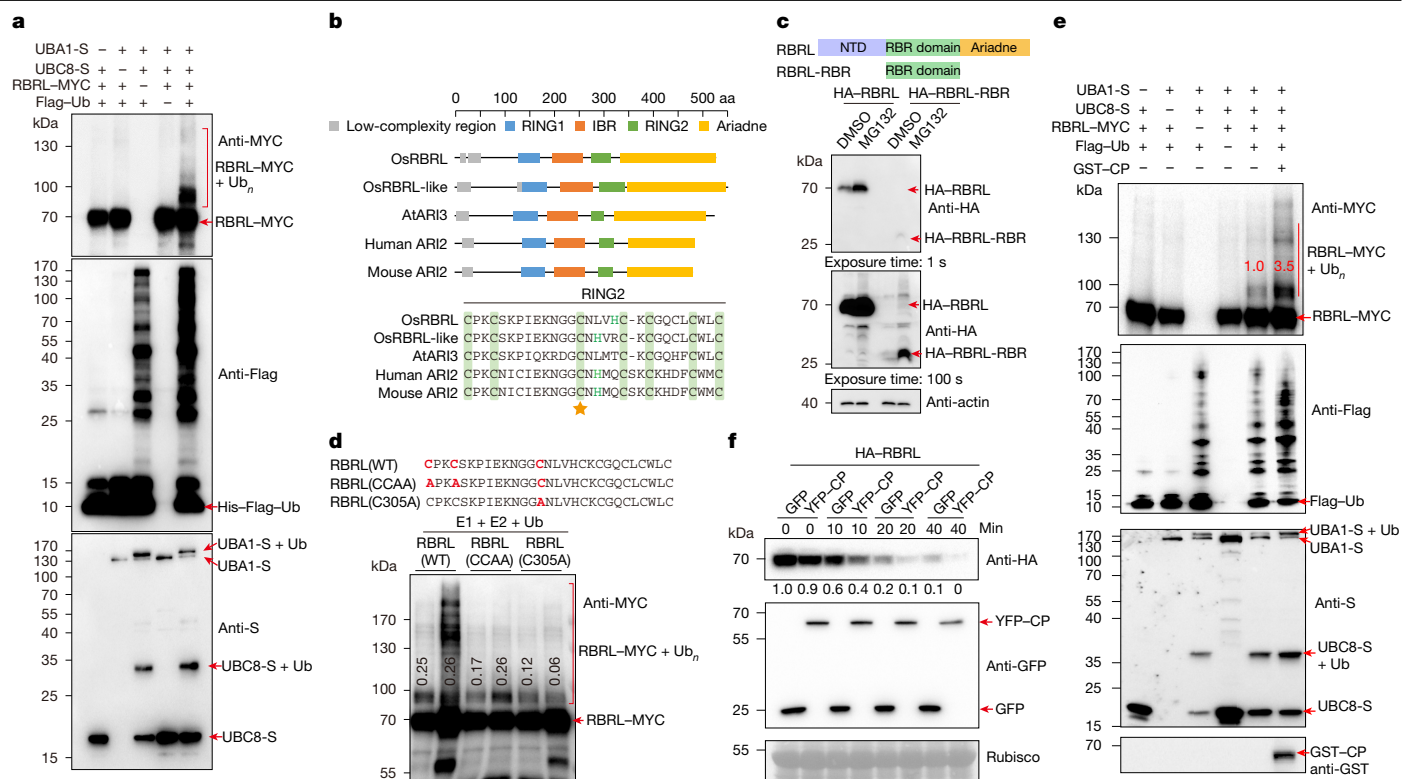 a
UBA1-S − + + + +
UBC8-S + − + + +
RBRL–MYC + + − + +
Flag–Ub + + + − +
kDa
130
100
70
Anti-MYC
RBRL–MYC
+ Ubn
RBRL–MYC
170
130
100
70
55
40
35
25
15
10
Anti-Flag
His–Flag–Ub
170
130
100
70
55
40
35
25
15
UBA1-S + Ub
UBA1-S
Anti-S
UBC8-S + Ub
UBC8-S
b
0 100 200 300 400 500 aa
Low-complexity region RING1 IBR RING2 Ariadne
OsRBRL
OsRBRL-like
AtARI3
Human ARI2
Mouse ARI2
RING2
OsRBRL CPKCSKPIEKNGGCNLVHC-KCGQCLCWLC
OsRBRL-like CPKCRKPIEKNGGCNHVRC-KCGQCLCWLC
AtARI3 CPKCSKPIQKRDGCNLMTC-KCGQHFCWLC
Human ARI2 CPKCNICIEKNGGCNHMQCSKCKHDFCWMC
Mouse ARI2 CPKCNICIEKNGGCNHMQCSKCKHDFCWMC
c
RBRL NTD RBR domain Ariadne
RBRL-RBR RBR domain
HA–RBRL HA–RBRL-RBR
DMSO MG132 DMSO MG132
kDa
70
25
HA–RBRL
Anti-HA
HA–RBRL-RBR
Exposure time: 1 s
70
25
HA–RBRL
Anti-HA
HA–RBRL-RBR
Exposure time: 100 s
40
Anti-actin
d
RBRL(WT) CPKCSKPIEKNGGCNLVHCKCGQCLCWLC
RBRL(CCAA) APKASKPIEKNGGCNLVHCKCGQCLCWLC
RBRL(C305A) CPKCSKPIEKNGGANLVHCKCGQCLCWLC
E1 + E2 + Ub
RBRL RBRL RBRL
(WT) (CCAA) (C305A)
kDa
170
130
100
70
55
0.25 0.26 0.17 0.26 0.12 0.06
Anti-MYC
RBRL–MYC + Ubn
RBRL–MYC
e
UBA1-S − + + + + +
UBC8-S + − + + + +
RBRL–MYC + + − + + +
Flag–Ub + + + − + +
GST–CP − − − − − +
kDa
130
100
70
1.0 3.5
Anti-MYC
RBRL–MYC
+ Ubn
RBRL–MYC
170
130
100
70
55
40
35
25
15
10
Anti-Flag
Flag–Ub
170
130
100
70
55
35
25
15
UBA1-S + Ub
UBA1-S
Anti-S
UBC8-S
+ Ub
UBC8-S
70
GST–CP
anti-GST
f
HA–RBRL
GFP YFP–CP GFP YFP–CP GFP YFP–CP GFP YFP–CP
0 0 10 10 20 20 40 40 Min
kDa
70
Anti-HA
1.0 0.9 0.6 0.4 0.2 0.1 0.1 0
70
55
25
YFP–CP
Anti-GFP
GFP
55
Rubisco